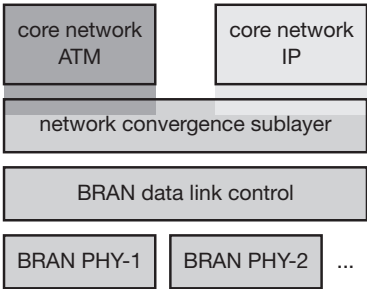 core network
ATM
core network
IP
network convergence sublayer
BRAN data link control
BRAN PHY-1
BRAN PHY-2
...